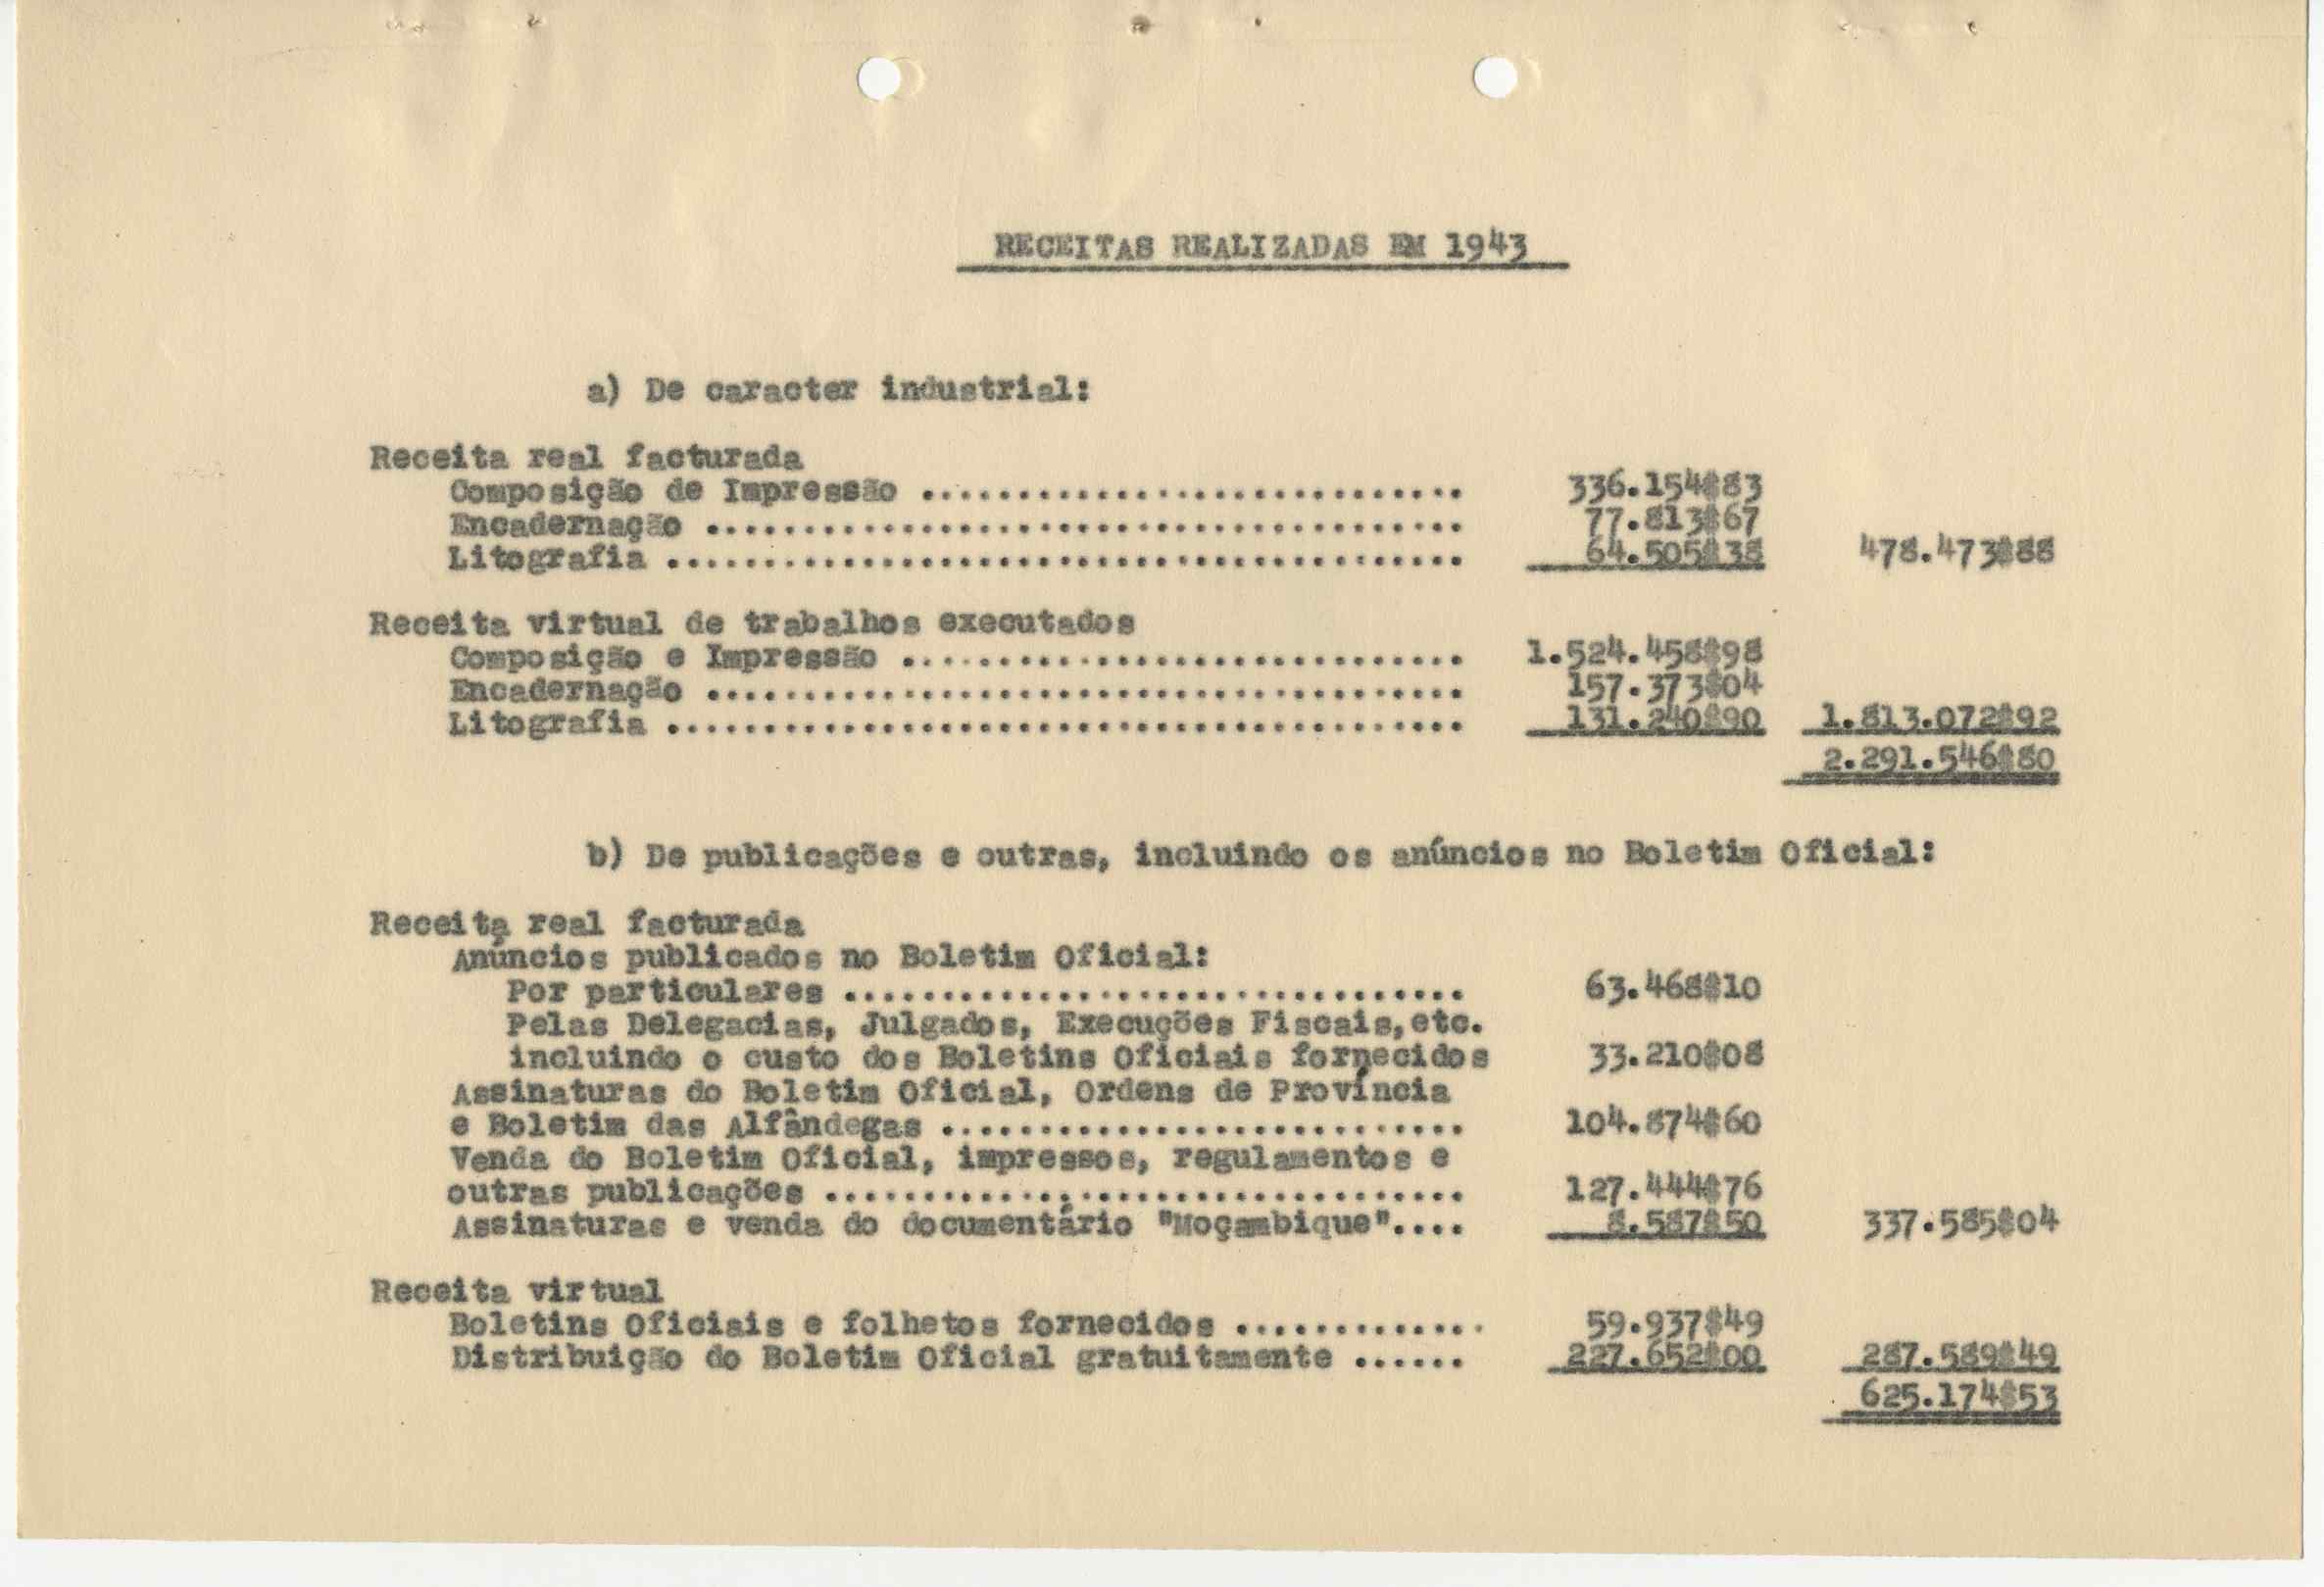 RECEITAS REALIZADAS EM 1943
a) De caracter industrial:
Receita real facturada
Composição de Impressão ............................ 336.154$83
Encadernação ....................................... 77.813$67
Litografia ......................................... 64.505$38 478.473$88
Receita virtual de trabalhos executados
Composição e Impressão ............................. 1.524.458$98
Encadernação ....................................... 157.373$04
Litografia ......................................... 131.240$90 1.813.072$92
2.291.546$80
b) De publicações e outras, incluindo os anúncios no Boletim Oficial:
Receita real facturada
Anúncios publicados no Boletim Oficial:
Por particulares ................................ 63.468$10
Pelas Delegacias, Julgados, Execuções Fiscais,etc.
incluindo o custo dos Boletins Oficiais fornecidos 33.210$08
Assinaturas do Boletim Oficial, Ordens de Província
e Boletim das Alfândegas ........................... 104.874$60
Venda do Boletim Oficial, impressos, regulamentos e
outras publicações ................................. 127.444$76
Assinaturas e venda do documentário "Moçambique".... 8.587$50 337.585$04
Receita virtual
Boletins Oficiais e folhetos fornecidos ............. 59.937$49
Distribuição do Boletim Oficial gratuitamente ...... 227.652$00 287.589$49
625.174$53